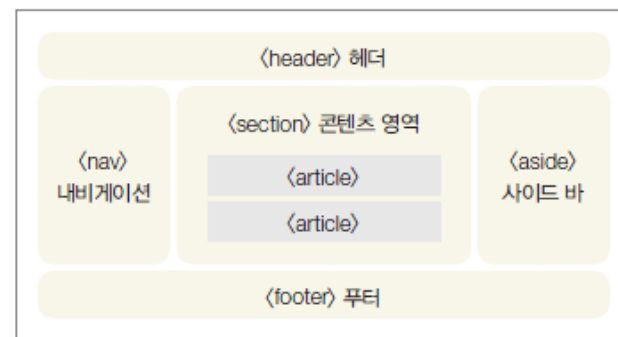 〈header〉 헤더
〈nav〉
내비게이션
〈section〉 콘텐츠 영역
〈article〉
〈article〉
〈aside〉
사이드 바
〈footer〉 푸터